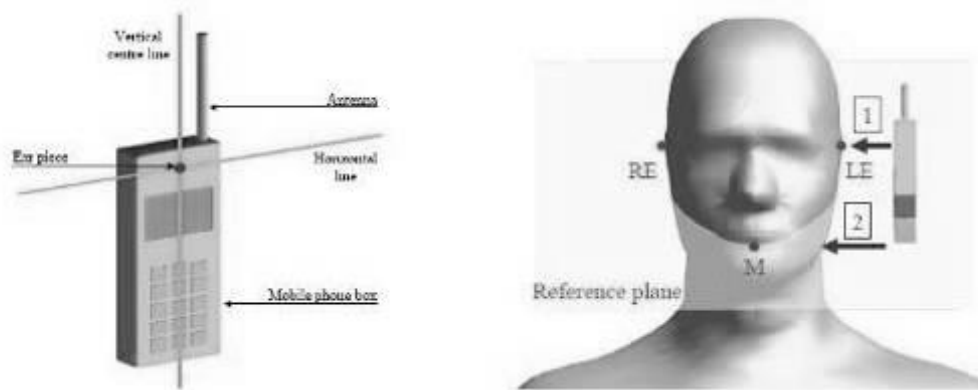 Vertical
centre line
Antenna
Ear piece
Horizontal
line
Mobile phone box
1
RE
LE
2
M
Reference plane